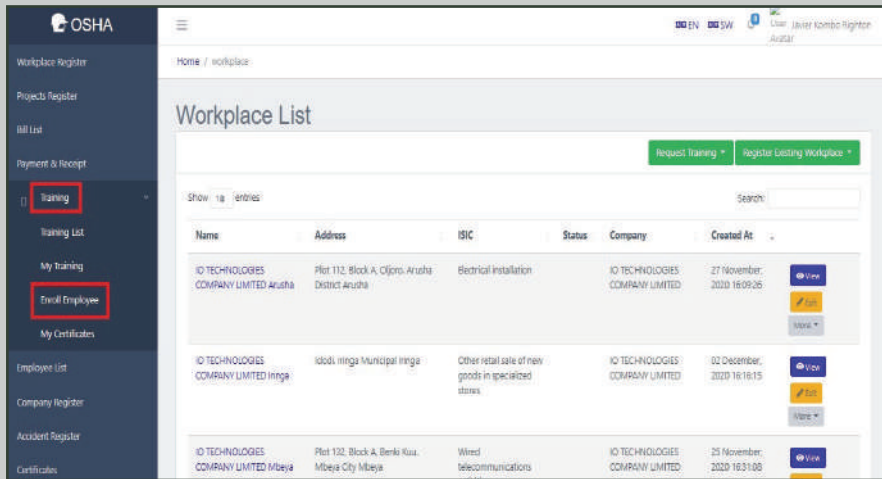 OSHA
EN SW
User Javier Kombo Righton
Avatar
Workplace Register
Projects Register
Bill List
Payment & Receipt
Training
Training List
My Training
Enroll Employee
My Certificates
Employee List
Company Register
Accident Register
Certificates
Home / workplace
Workplace List
Request Training
Register Existing Workplace
Show 10 entries
Search:
Name Address ISIC Status Company Created At
IO TECHNOLOGIES Plot 112, Block A, Oljoro, Arusha Electrical installation IO TECHNOLOGIES 27 November,
COMPANY LIMITED Arusha District Arusha COMPANY LIMITED 2020 16:09:26
View
Edit
More
IO TECHNOLOGIES Iringa Municipal Iringa Other retail sale of new IO TECHNOLOGIES 02 December,
COMPANY LIMITED Iringa goods in specialized COMPANY LIMITED 2020 16:16:15
stores
View
Edit
More
IO TECHNOLOGIES Plot 132, Block A, Benki Kuu, Wired IO TECHNOLOGIES 25 November,
COMPANY LIMITED Mbeya Mbeya City Mbeya telecommunications COMPANY LIMITED 2020 16:31:08
View